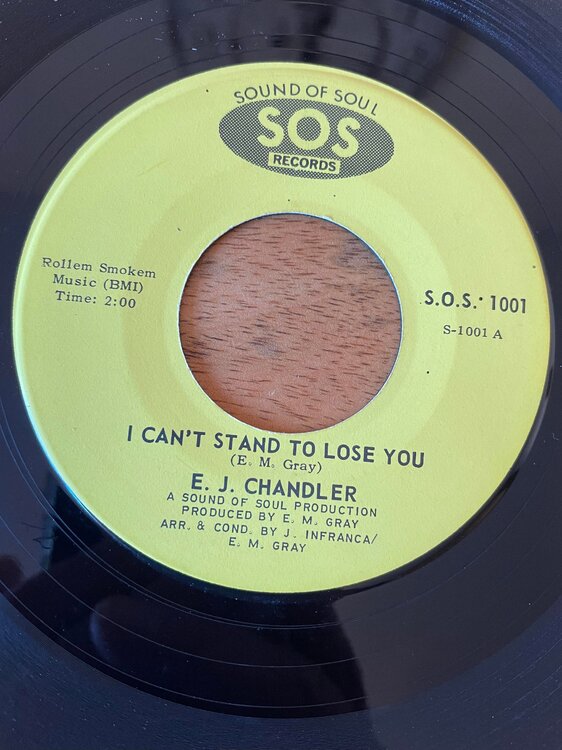 SOUND OF SOUL
SOS
RECORDS
Rollem Smokem
Music (BMI)
Time: 2:00
S.O.S. 1001
S-1001 A
I CAN'T STAND TO LOSE YOU
(E. M. Gray)
E. J. CHANDLER
A SOUND OF SOUL PRODUCTION
PRODUCED BY E. M. GRAY
ARR. & COND. BY J. INFRANCA/
E. M. GRAY